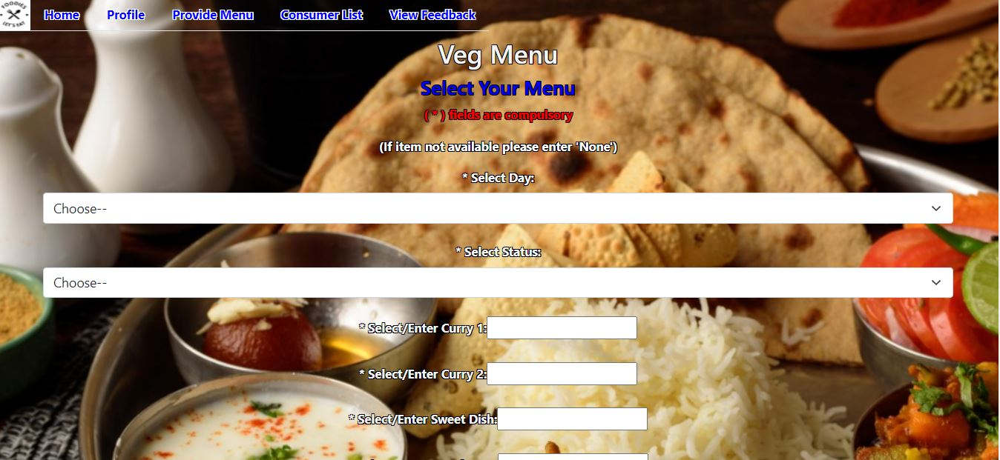 FOODIES
LET'S EAT
Home Profile Provide Menu Consumer List View Feedback
Veg Menu
Select Your Menu
( * ) fields are compulsory
(If item not available please enter 'None')
* Select Day:
Choose--
* Select Status:
Choose--
* Select/Enter Curry 1:
* Select/Enter Curry 2:
* Select/Enter Sweet Dish: